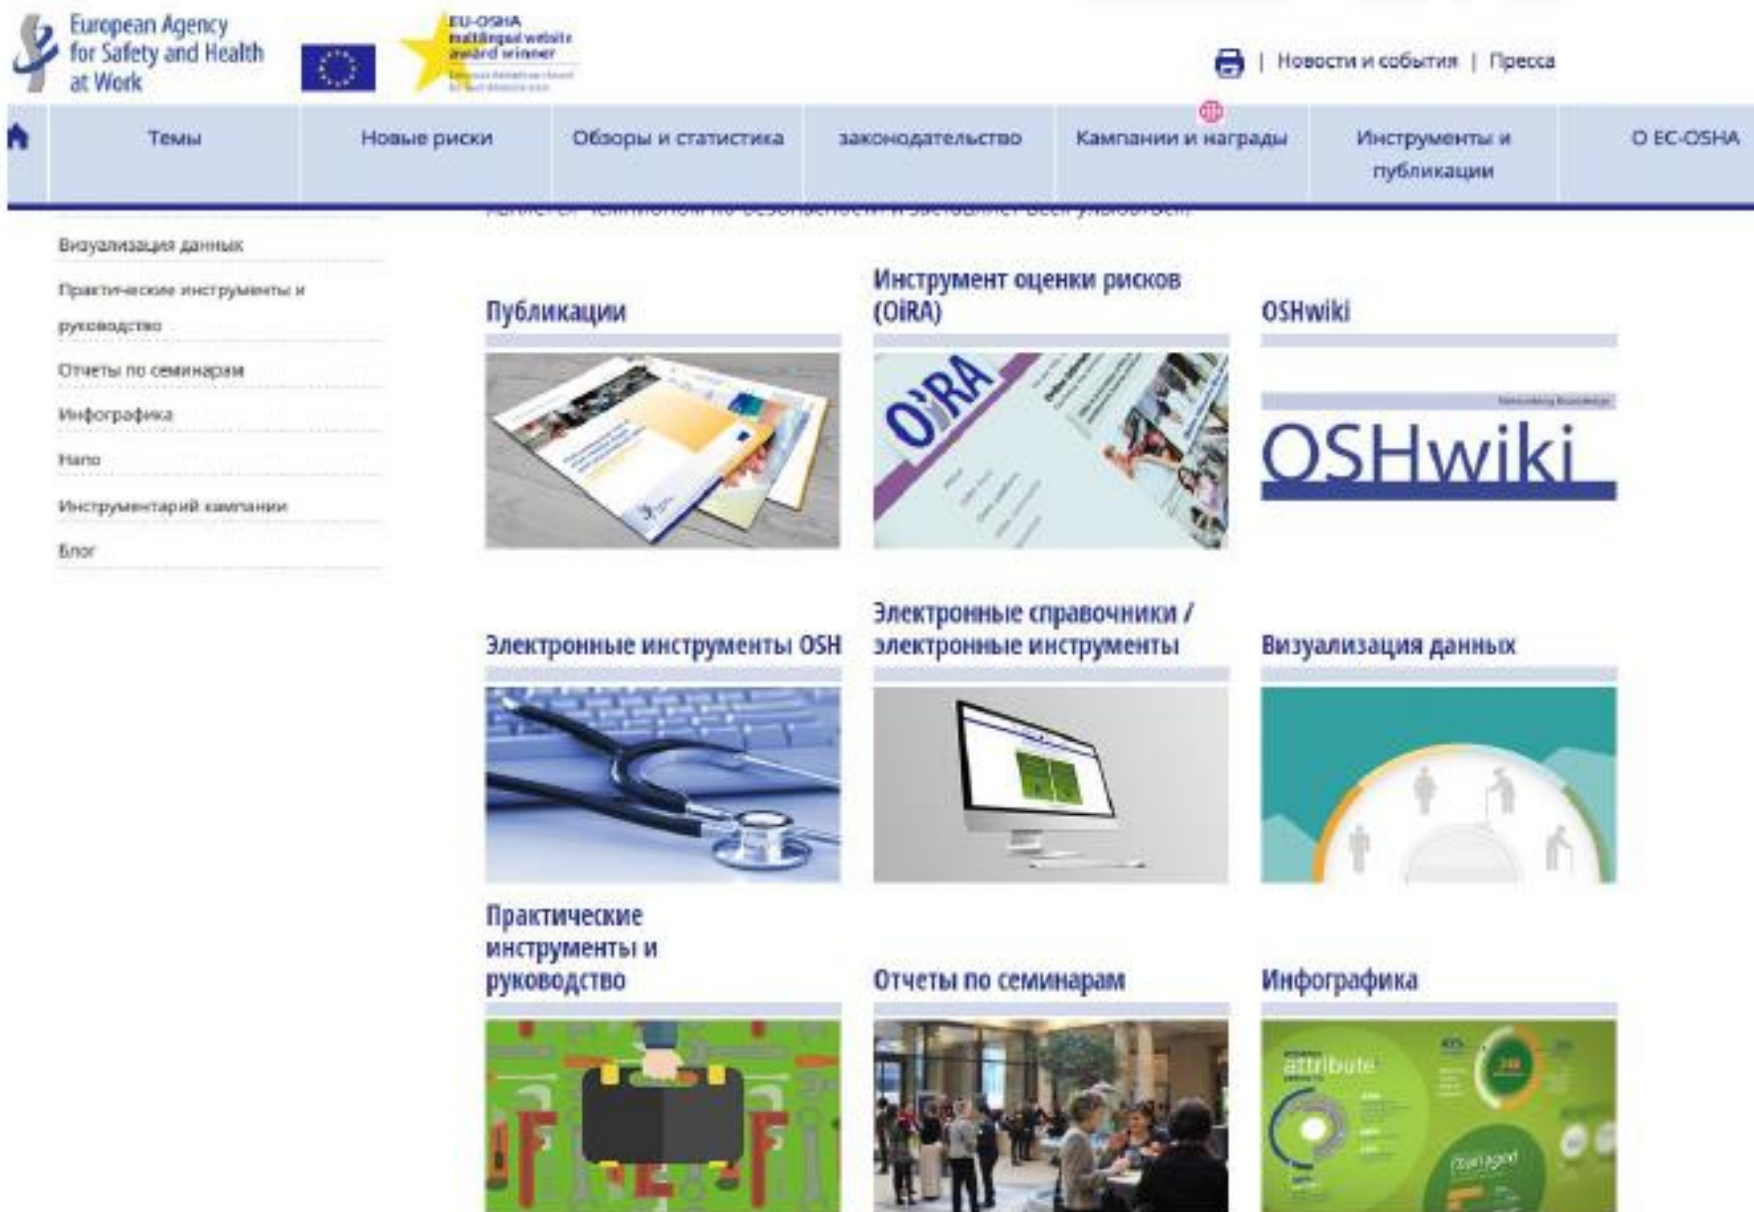 European Agency
for Safety and Health
at Work
EU-OSHA
multilingual website
award winner
| Новости и события | Пресса
Темы
Новые риски
Обзоры и статистика
законодательство
Кампании и награды
Инструменты и
публикации
О ЕС-OSHA
Визуализация данных
Практические инструменты и
руководство
Отчеты по семинарам
Инфографика
Напо
Инструментарий кампании
Блог
Публикации
Инструмент оценки рисков
(OiRA)
OSHwiki
OiRA
Networking Knowledge
OSHwiki
Электронные инструменты OSH
Электронные справочники /
электронные инструменты
Визуализация данных
Практические
инструменты и
руководство
Отчеты по семинарам
Инфографика
attribute